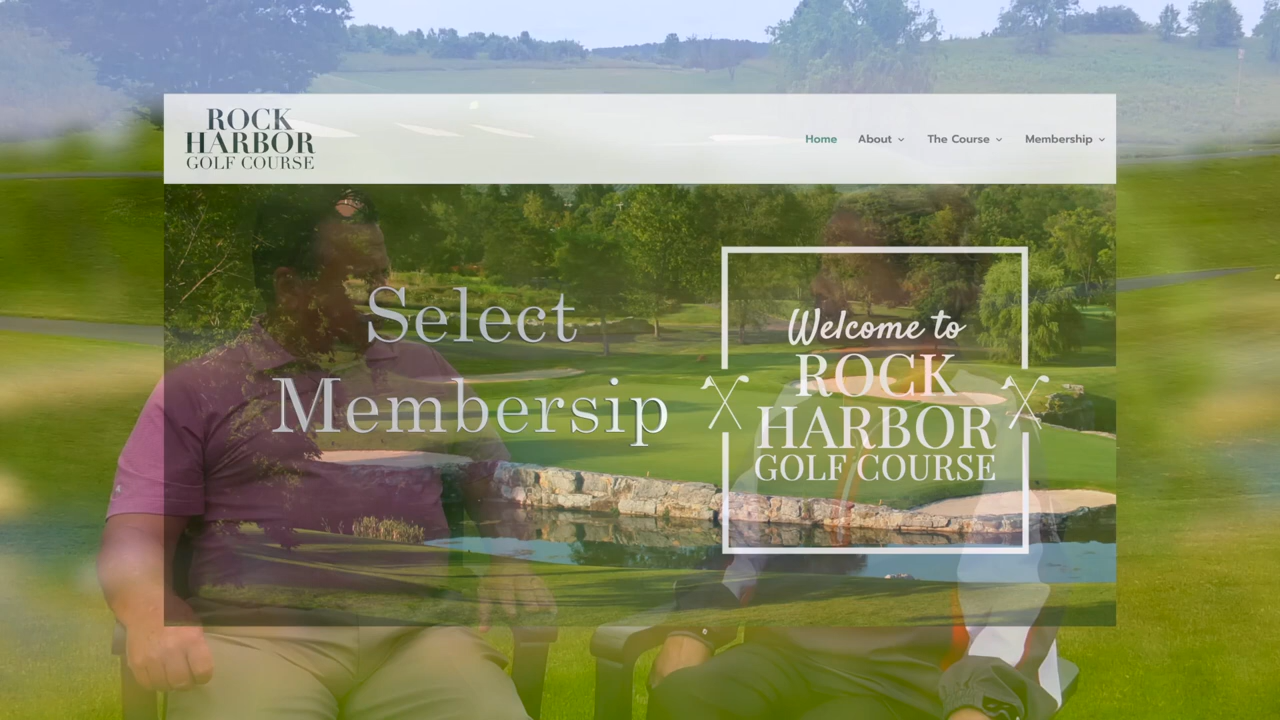 ROCK
HARBOR
GOLF COURSE
Home About The Course Membership
Select
Membersip
Welcome to
ROCK
HARBOR
GOLF COURSE